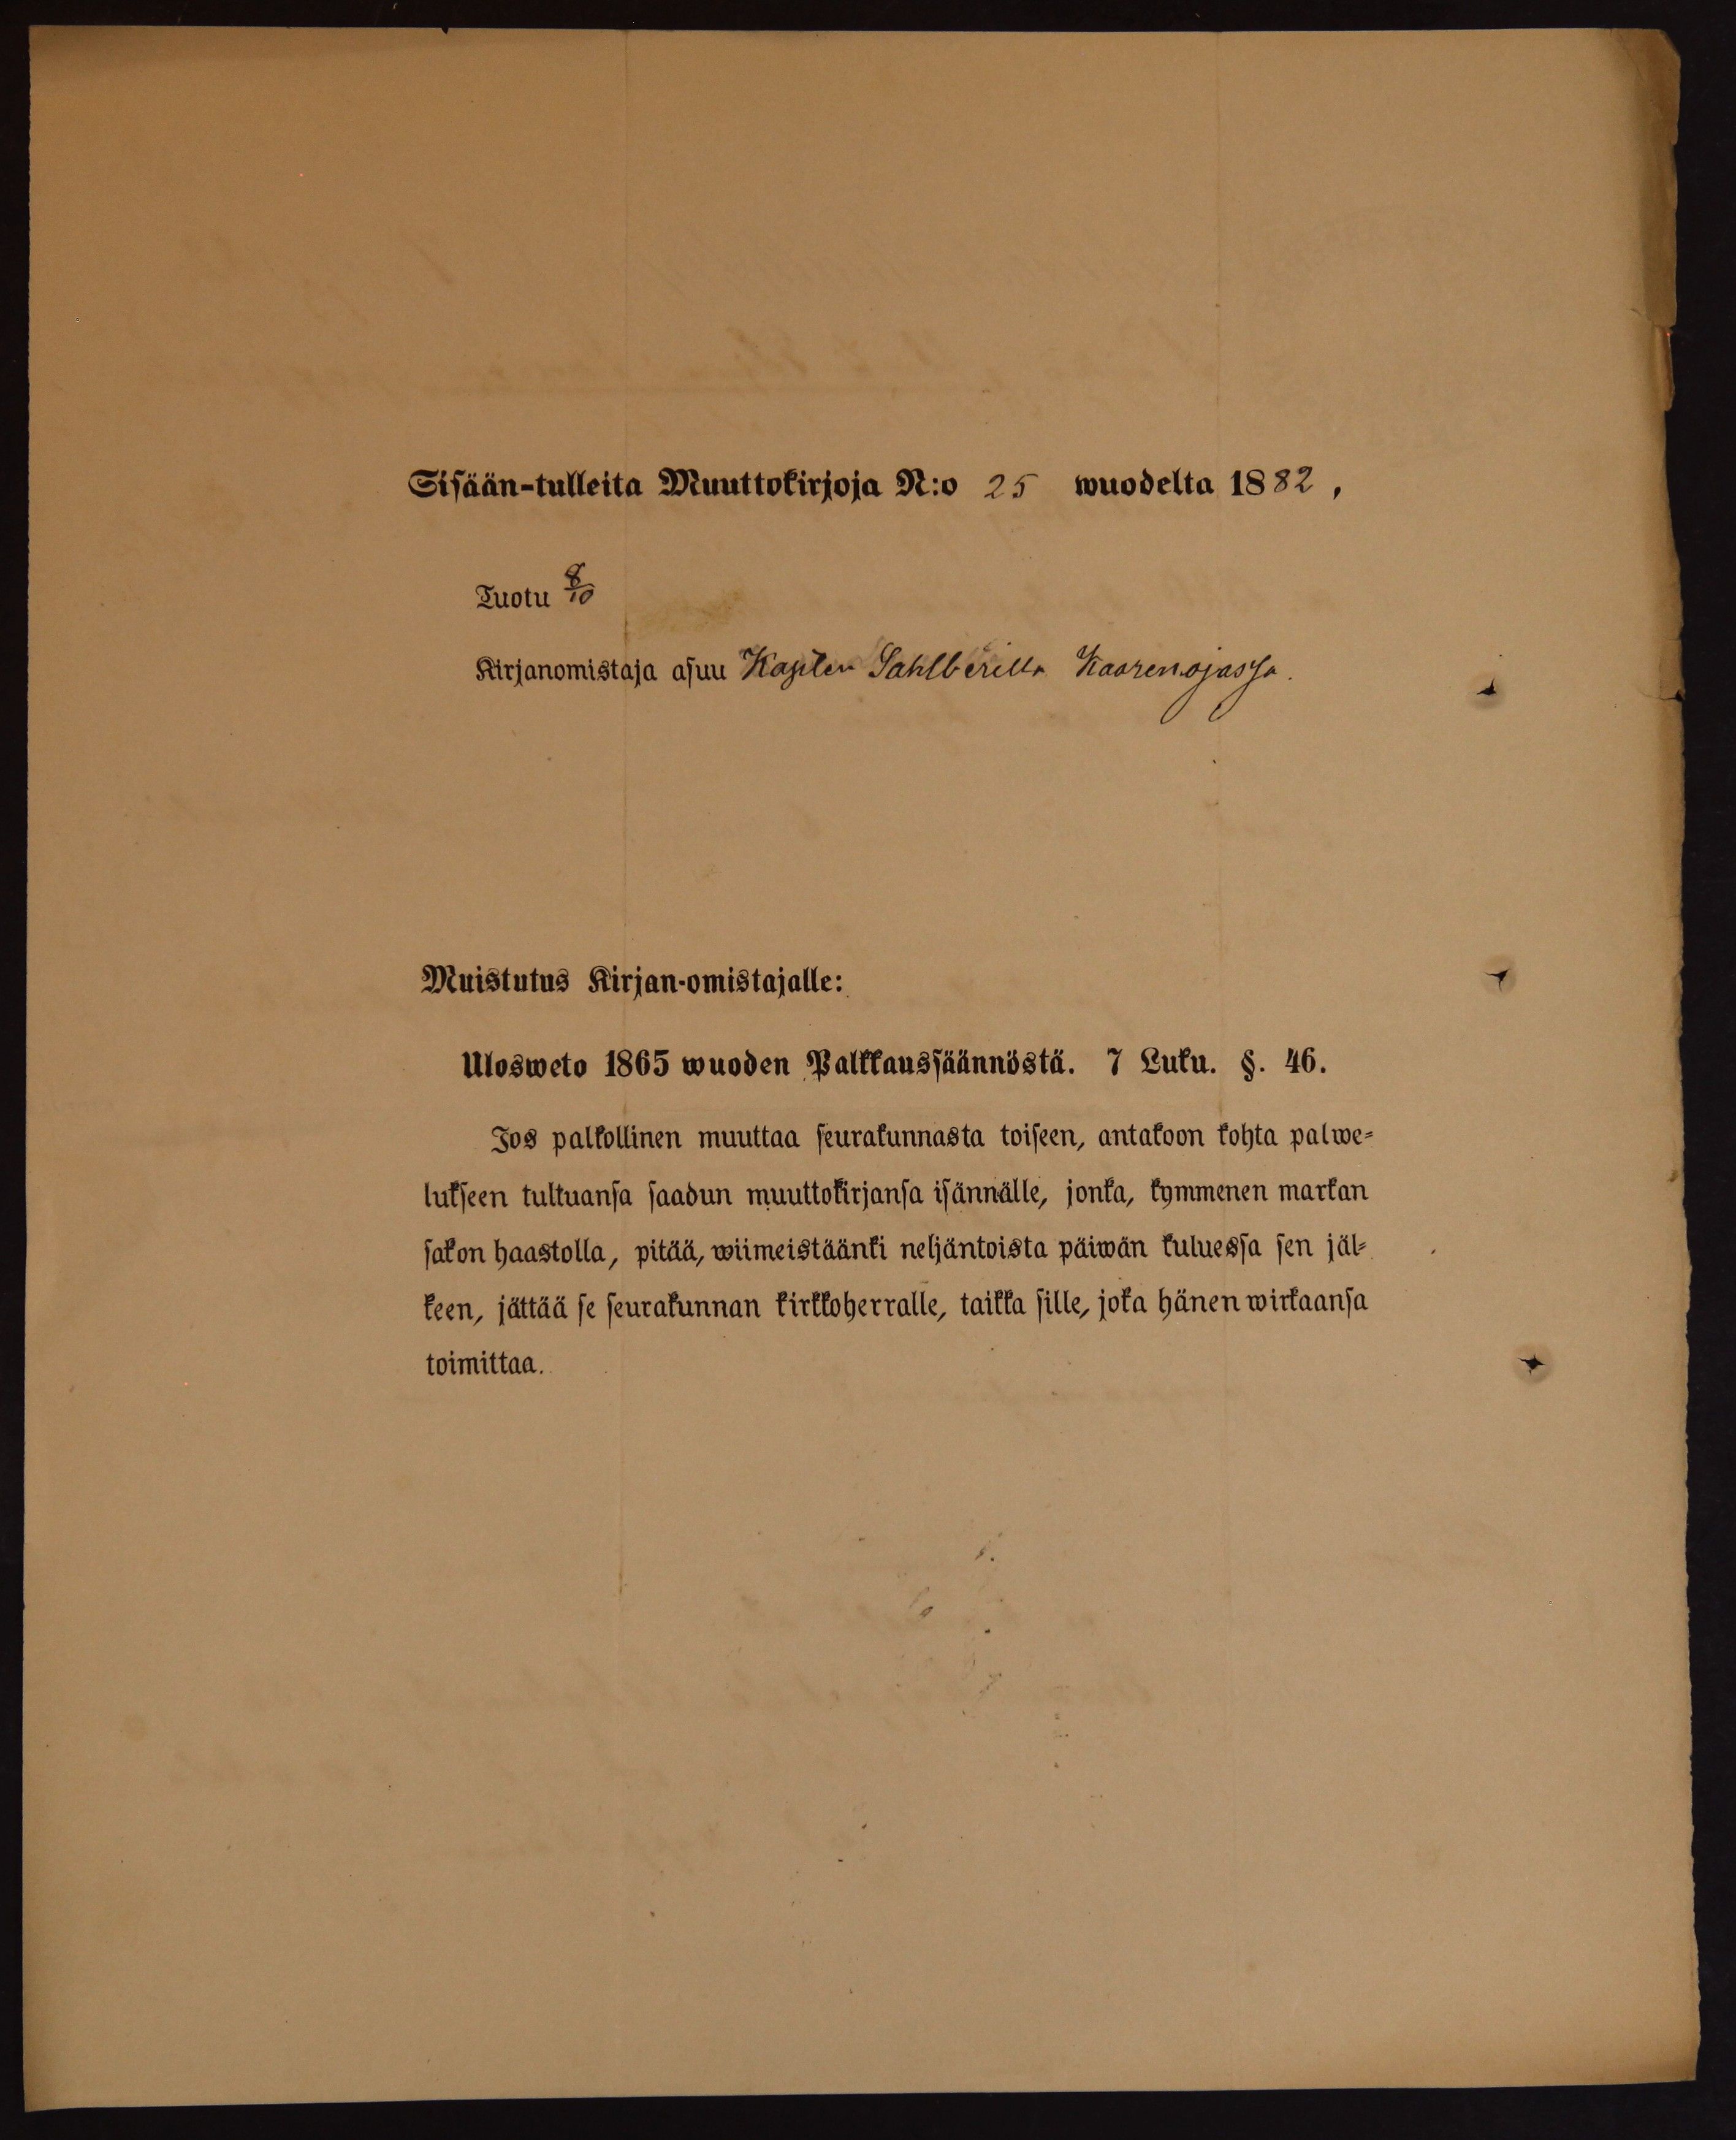 Sisään-tulleita Muuttokirjoja N:o 25 wuodelta 1882,
Tuotu 8/10
Kirjanomistaja asuu Kapten Sahlberilla Kaarenojassa.
Muistutus Kirjan-omistajalle:
Ulosweto 1865 wuoden Palkkaussäännöstä. 7 Luku. §. 46.
Jos palkollinen muuttaa seurakunnasta toiseen, antakoon kohta palwe-
lukseen tultuansa saadun muuttokirjansa isännälle, jonka, kymmenen markan
sakon haastolla, pitää, wiimeistäänki neljäntoista päiwän kuluessa sen jäl-
keen, jättää se seurakunnan kirkkoherralle, taikka sille, joka hänen wirkaansa
toimittaa.